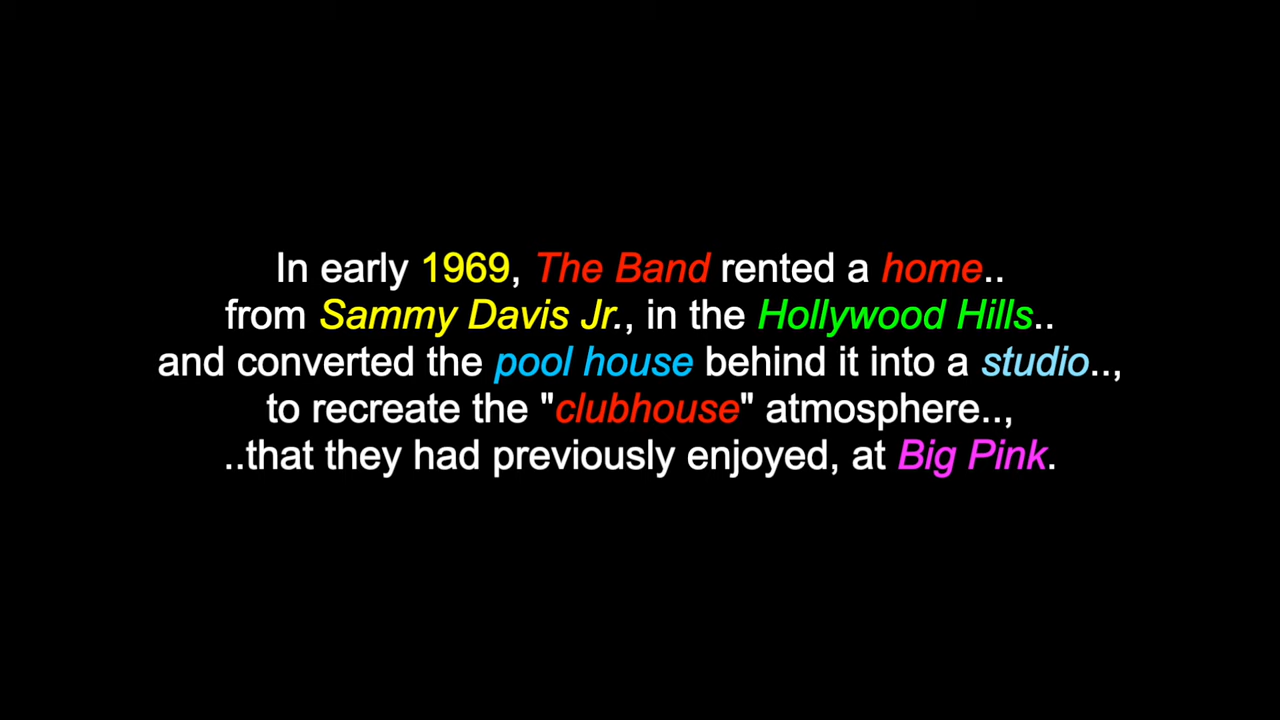 In early 1969, The Band rented a home..
from Sammy Davis Jr., in the Hollywood Hills..
and converted the pool house behind it into a studio..,
to recreate the "clubhouse" atmosphere..,
..that they had previously enjoyed, at Big Pink.